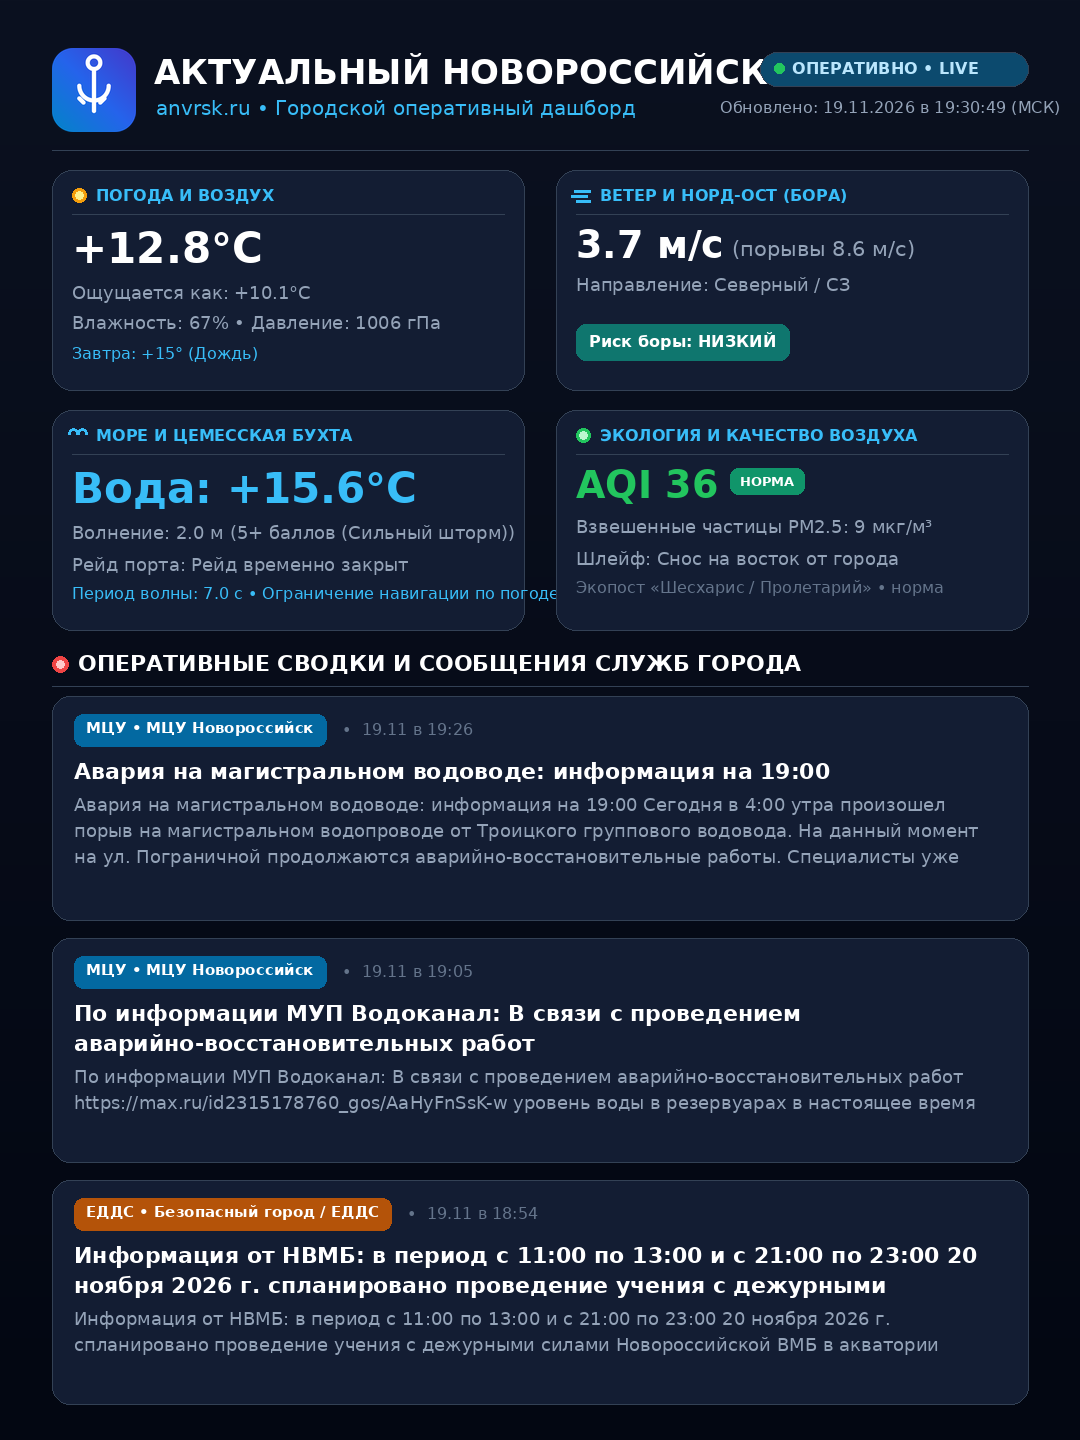 АКТУАЛЬНЫЙ НОВОРОССИЙСК
ОПЕРАТИВНО • LIVE
anvrsk.ru • Городской оперативный дашборд
Обновлено: 19.11.2026 в 19:30:49 (МСК)
ПОГОДА И ВОЗДУХ
+12.8°C
Ощущается как: +10.1°C
Влажность: 67% • Давление: 1006 гПа
Завтра: +15° (Дождь)
ВЕТЕР И НОРД-ОСТ (БОРА)
3.7 м/с (порывы 8.6 м/с)
Направление: Северный / СЗ
Риск боры: НИЗКИЙ
МОРЕ И ЦЕМЕССКАЯ БУХТА
Вода: +15.6°C
Волнение: 2.0 м (5+ баллов (Сильный шторм))
Рейд порта: Рейд временно закрыт
Период волны: 7.0 с • Ограничение навигации по погоде
ЭКОЛОГИЯ И КАЧЕСТВО ВОЗДУХА
AQI 36 НОРМА
Взвешенные частицы PM2.5: 9 мкг/м³
Шлейф: Снос на восток от города
Экопост «Шесхарис / Пролетарий» • норма
ОПЕРАТИВНЫЕ СВОДКИ И СООБЩЕНИЯ СЛУЖБ ГОРОДА
МЦУ • МЦУ Новороссийск • 19.11 в 19:26
Авария на магистральном водоводе: информация на 19:00
Авария на магистральном водоводе: информация на 19:00 Сегодня в 4:00 утра произошел
порыв на магистральном водопроводе от Троицкого группового водовода. На данный момент
на ул. Пограничной продолжаются аварийно-восстановительные работы. Специалисты уже
МЦУ • МЦУ Новороссийск • 19.11 в 19:05
По информации МУП Водоканал: В связи с проведением
аварийно-восстановительных работ
По информации МУП Водоканал: В связи с проведением аварийно-восстановительных работ
https://max.ru/id2315178760_gos/AaHyFnSsK-w уровень воды в резервуарах в настоящее время
ЕДДС • Безопасный город / ЕДДС • 19.11 в 18:54
Информация от НВМБ: в период с 11:00 по 13:00 и с 21:00 по 23:00 20
ноября 2026 г. спланировано проведение учения с дежурными
Информация от НВМБ: в период с 11:00 по 13:00 и с 21:00 по 23:00 20 ноября 2026 г.
спланировано проведение учения с дежурными силами Новороссийской ВМБ в акватории